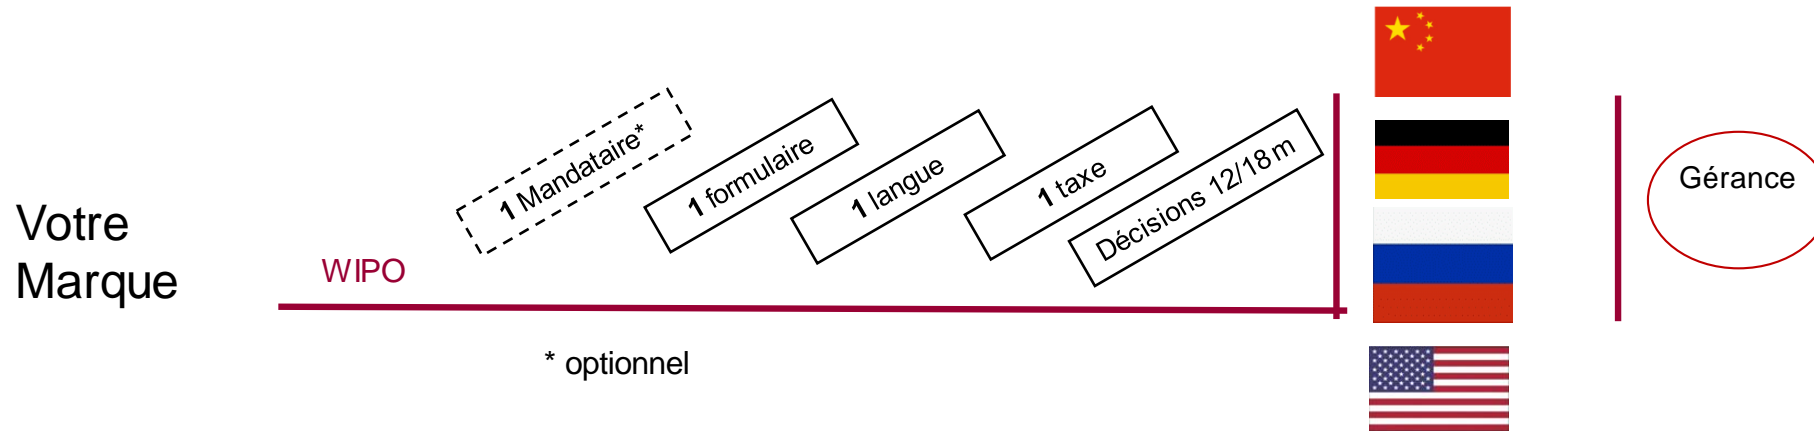 Votre
Marque
WIPO
1 Mandataire*
1 formulaire
1 langue
1 taxe
Décisions 12/18 m
Gérance
* optionnel